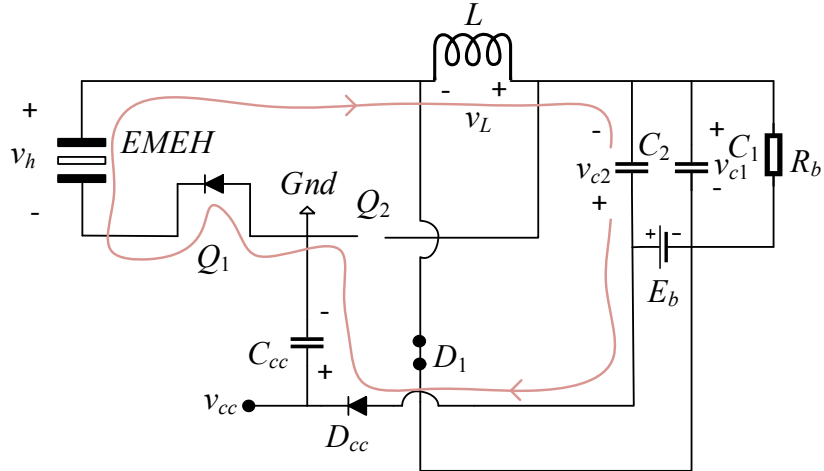 L
+
- +
EMEH
v_L
v_h
-
C_2
+
C_1
v_c2
v_c1
R_b
-
+
-
Gnd
Q_2
Q_1
+ -
E_b
-
C_cc
+
D_1
v_cc
D_cc